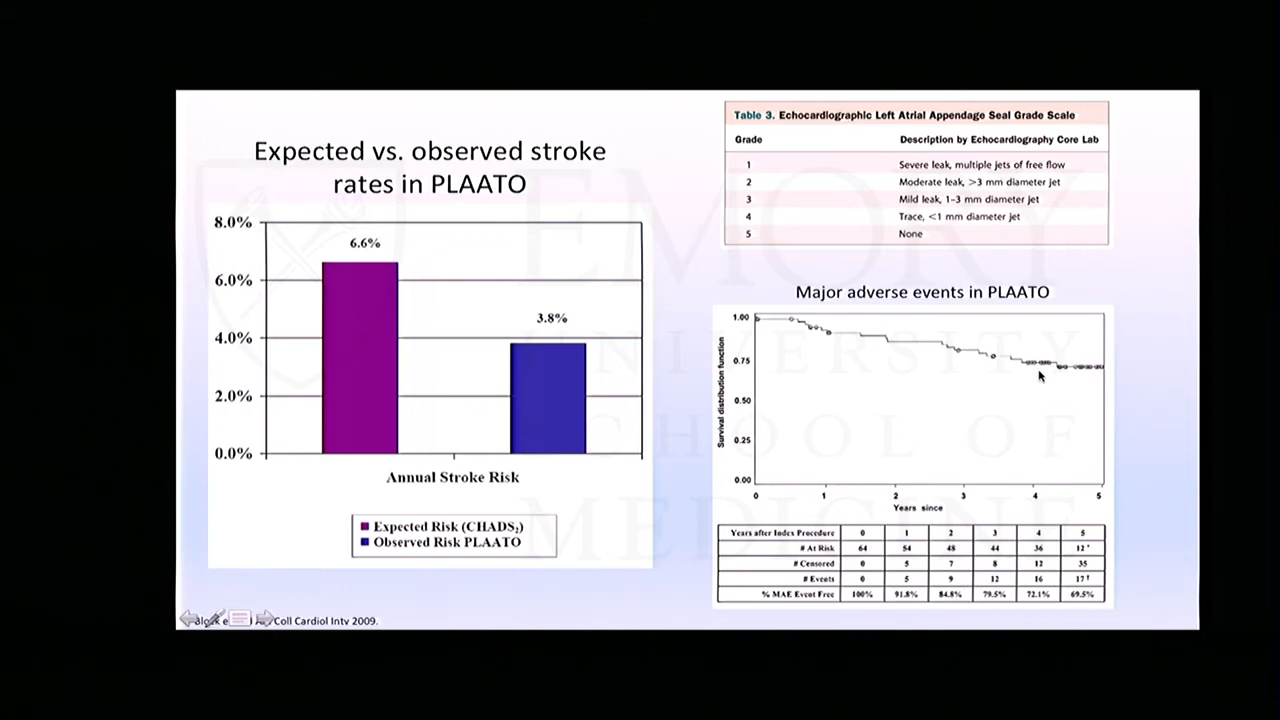 Expected vs. observed stroke
rates in PLAATO
8.0%
6.0%
4.0%
2.0%
0.0%
6.6%
3.8%
Annual Stroke Risk
Expected Risk (CHADS₂)
Observed Risk PLAATO
Table 3. Echocardiographic Left Atrial Appendage Seal Grade Scale
Grade Description by Echocardiography Core Lab
1 Severe leak, multiple jets of free flow
2 Moderate leak, >3 mm diameter jet
3 Mild leak, 1–3 mm diameter jet
4 Trace, <1 mm diameter jet
5 None
Major adverse events in PLAATO
Survival distribution function
1.00
0.75
0.50
0.25
0.00
0 1 2 3 4 5
Years since
Years after Index Procedure 0 1 2 3 4 5
# At Risk 64 54 48 44 36 12*
# Censored 0 5 7 8 12 35
# Events 0 5 9 12 16 17†
% MAE Event Free 100% 91.8% 84.8% 79.5% 72.1% 69.5%
Coll Cardiol Intv 2009.
EMORY
UNIVERSITY
SCHOOL OF
MEDICINE